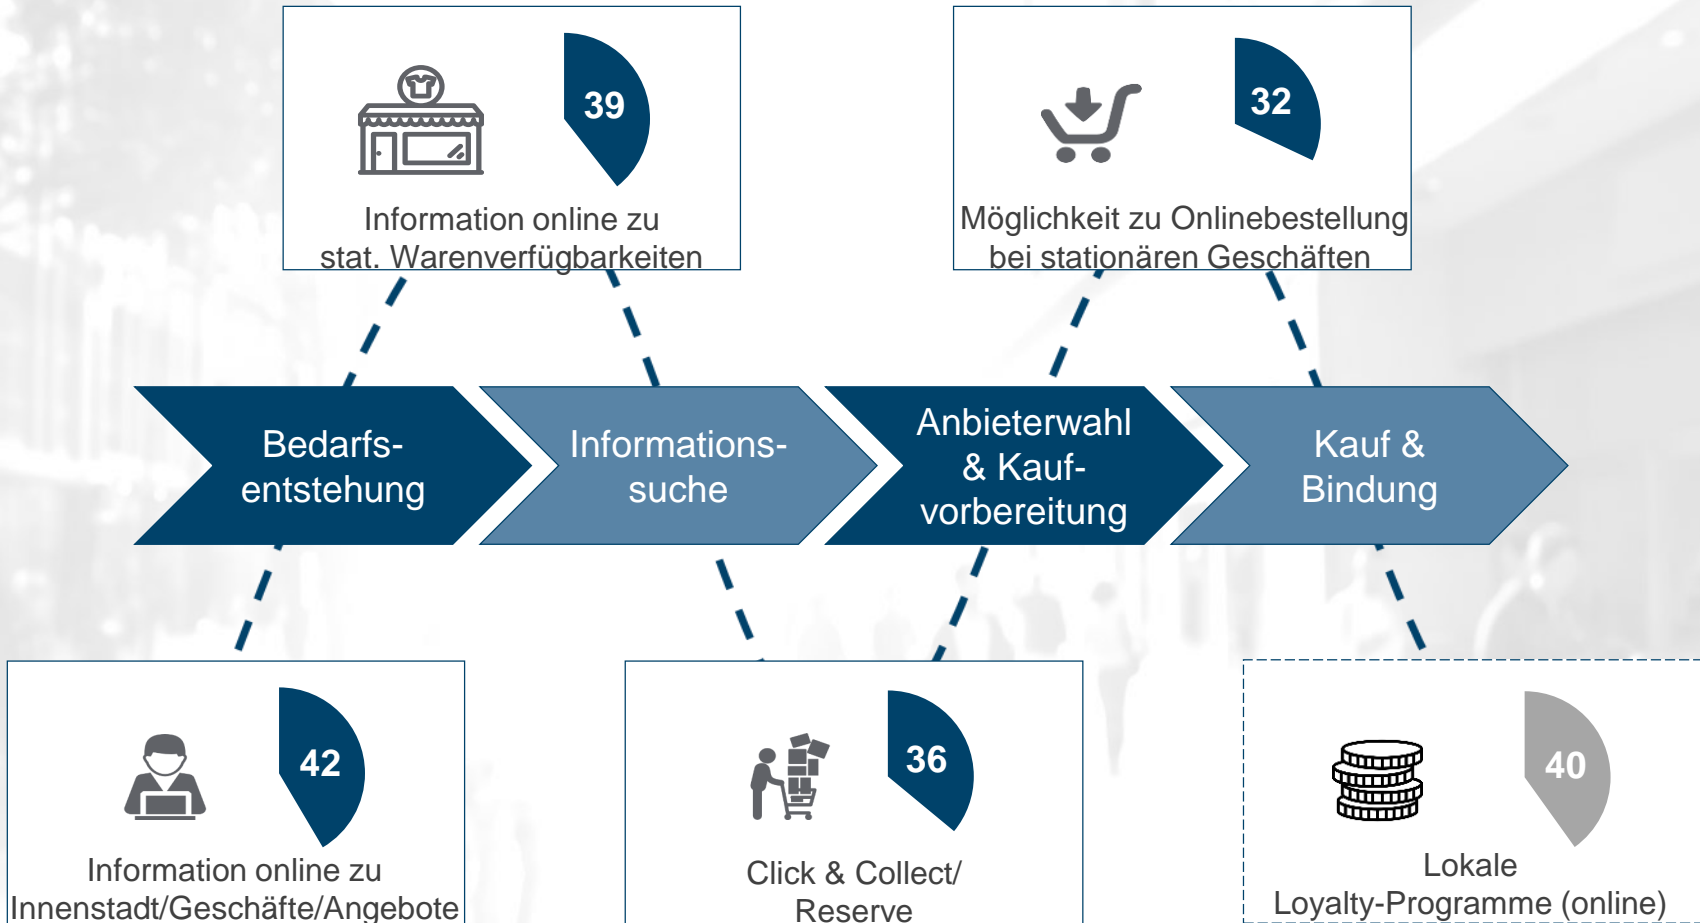 39
Information online zu
stat. Warenverfügbarkeiten
32
Möglichkeit zu Onlinebestellung
bei stationären Geschäften
Bedarfs-
entstehung
Informations-
suche
Anbieterwahl
& Kauf-
vorbereitung
Kauf &
Bindung
42
Information online zu
Innenstadt/Geschäfte/Angebote
36
Click & Collect/
Reserve
40
Lokale
Loyalty-Programme (online)